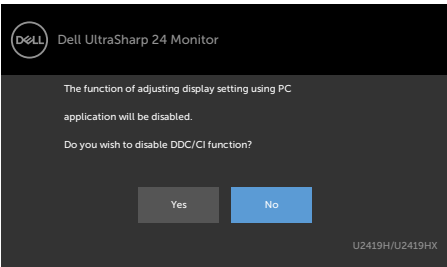 DELL Dell UltraSharp 24 Monitor
The function of adjusting display setting using PC
application will be disabled.
Do you wish to disable DDC/CI function?
Yes No
U2419H/U2419HX